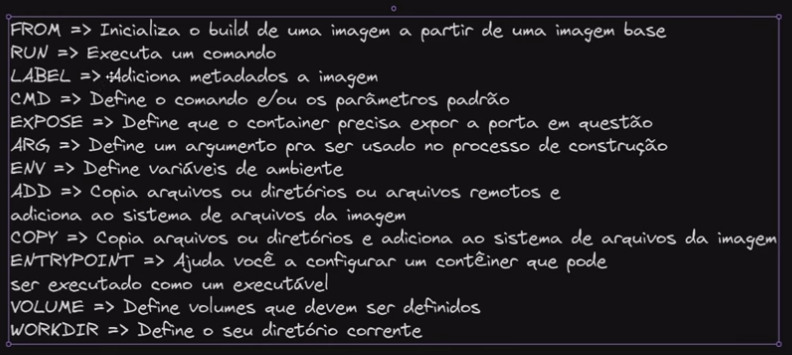 FROM => Inicializa o build de uma imagem a partir de uma imagem base
RUN => Executa um comando
LABEL => Adiciona metadados a imagem
CMD => Define o comando e/ou os parâmetros padrão
EXPOSE => Define que o container precisa expor a porta em questão
ARG => Define um argumento pra ser usado no processo de construção
ENV => Define variáveis de ambiente
ADD => Copia arquivos ou diretórios ou arquivos remotos e
adiciona ao sistema de arquivos da imagem
COPY => Copia arquivos ou diretórios e adiciona ao sistema de arquivos da imagem
ENTRYPOINT => Ajuda você a configurar um contêiner que pode
ser executado como um executável
VOLUME => Define volumes que devem ser definidos
WORKDIR => Define o seu diretório corrente